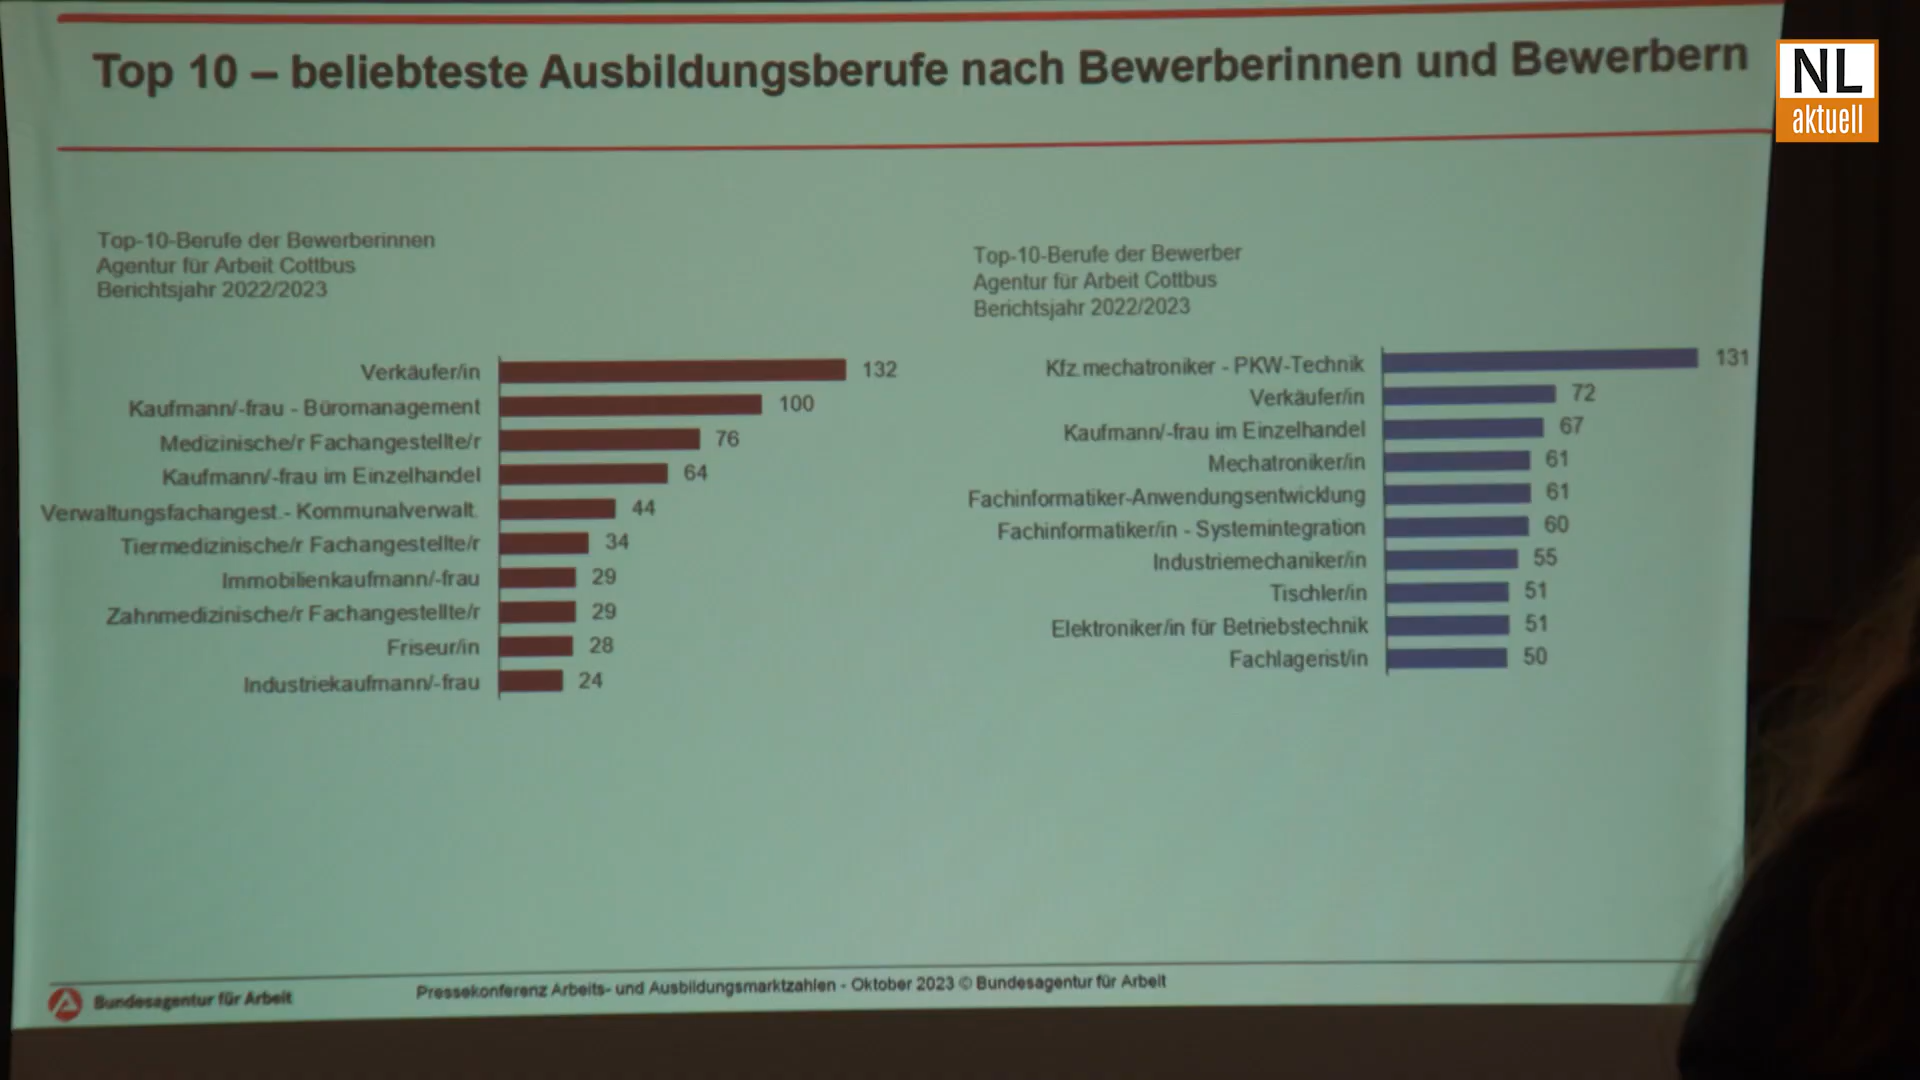 Top 10 – beliebteste Ausbildungsberufe nach Bewerberinnen und Bewerbern
NL
aktuell
Top-10-Berufe der Bewerberinnen
Agentur für Arbeit Cottbus
Berichtsjahr 2022/2023
Verkäufer/in 132
Kaufmann/-frau - Büromanagement 100
Medizinische/r Fachangestellte/r 76
Kaufmann/-frau im Einzelhandel 64
Verwaltungsfachangest.- Kommunalverwalt. 44
Tiermedizinische/r Fachangestellte/r 34
Immobilienkaufmann/-frau 29
Zahnmedizinische/r Fachangestellte/r 29
Friseur/in 28
Industriekaufmann/-frau 24
Top-10-Berufe der Bewerber
Agentur für Arbeit Cottbus
Berichtsjahr 2022/2023
Kfz.mechatroniker - PKW-Technik 131
Verkäufer/in 72
Kaufmann/-frau im Einzelhandel 67
Mechatroniker/in 61
Fachinformatiker-Anwendungsentwicklung 61
Fachinformatiker/in - Systemintegration 60
Industriemechaniker/in 55
Tischler/in 51
Elektroniker/in für Betriebstechnik 51
Fachlagerist/in 50
Bundesagentur für Arbeit
Pressekonferenz Arbeits- und Ausbildungsmarktzahlen - Oktober 2023 © Bundesagentur für Arbeit